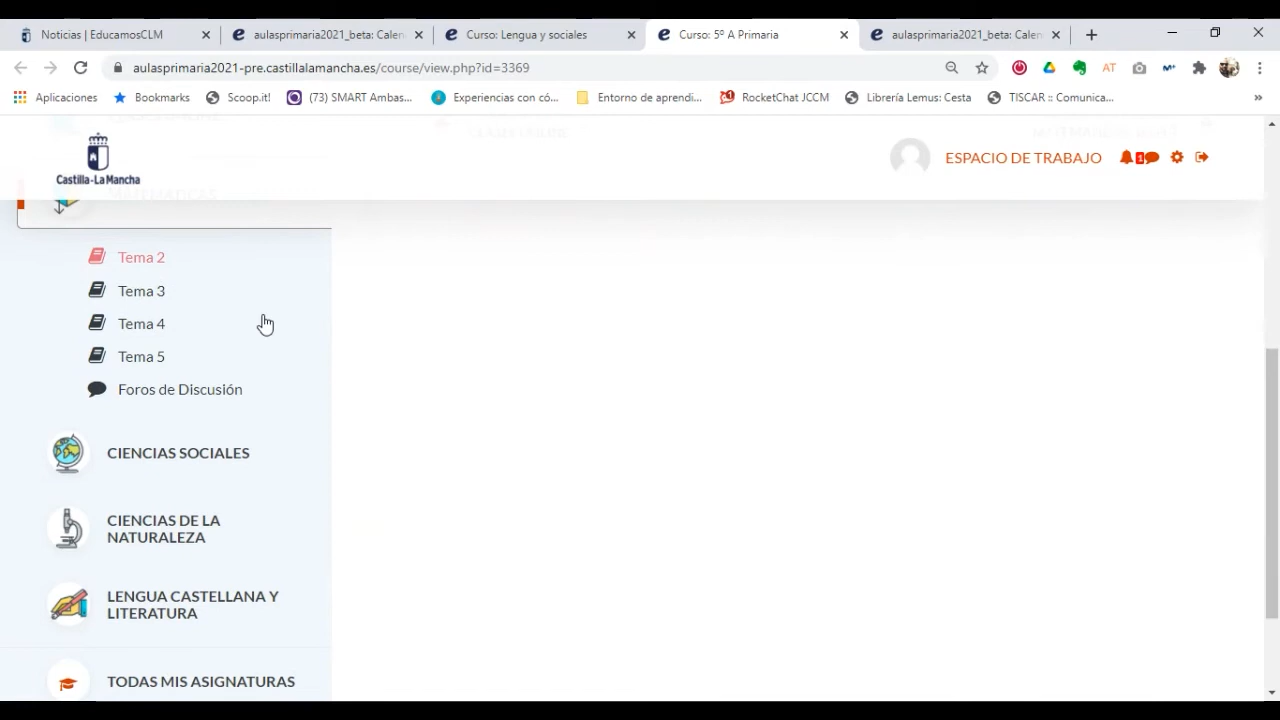 Noticias | EducamosCLM
aulasprimaria2021_beta: Calen
Curso: Lengua y sociales
Curso: 5º A Primaria
aulasprimaria2021_beta: Calen
aulasprimaria2021-pre.castillalamancha.es/course/view.php?id=3369
AT
Aplicaciones
Bookmarks
Scoop.it!
(73) SMART Ambas...
Experiencias con có...
Entorno de aprendi...
RocketChat JCCM
Librería Lemus: Cesta
TISCAR :: Comunica...
Castilla-La Mancha
ESPACIO DE TRABAJO
MATEMÁTICAS
Tema 2
Tema 3
Tema 4
Tema 5
Foros de Discusión
CIENCIAS SOCIALES
CIENCIAS DE LA
NATURALEZA
LENGUA CASTELLANA Y
LITERATURA
TODAS MIS ASIGNATURAS